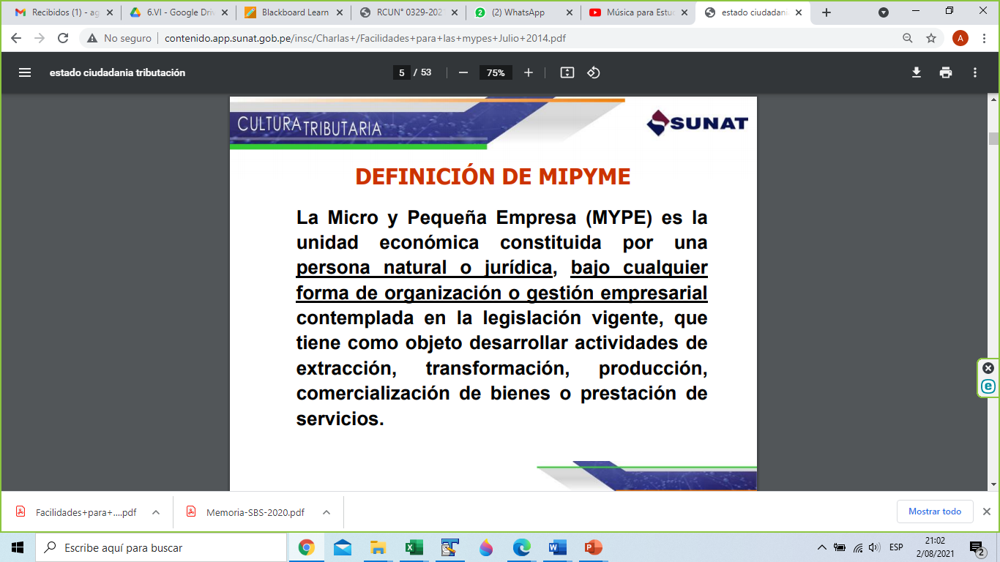 Recibidos (1) - ag
6.VI - Google Driv
Blackboard Learn
RCUN° 0329-2021
(2) WhatsApp
Música para Estuc
estado ciudadani
No seguro
contenido.app.sunat.gob.pe/insc/Charlas+/Facilidades+para+las+mypes+Julio+2014.pdf
A
estado ciudadania tributación
5 / 53
75%
CULTURA TRIBUTARIA
SUNAT
DEFINICIÓN DE MIPYME
La Micro y Pequeña Empresa (MYPE) es la
unidad económica constituida por una
persona natural o jurídica, bajo cualquier
forma de organización o gestión empresarial
contemplada en la legislación vigente, que
tiene como objeto desarrollar actividades de
extracción, transformación, producción,
comercialización de bienes o prestación de
servicios.
Facilidades+para+....pdf
Memoria-SBS-2020.pdf
Mostrar todo
Escribe aquí para buscar
ESP
21:02
2/08/2021
2